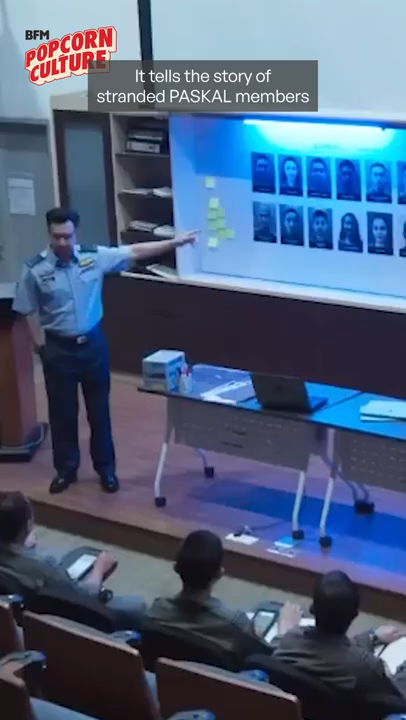 BFM
POPCORN
CULTURE
It tells the story of
stranded PASKAL members